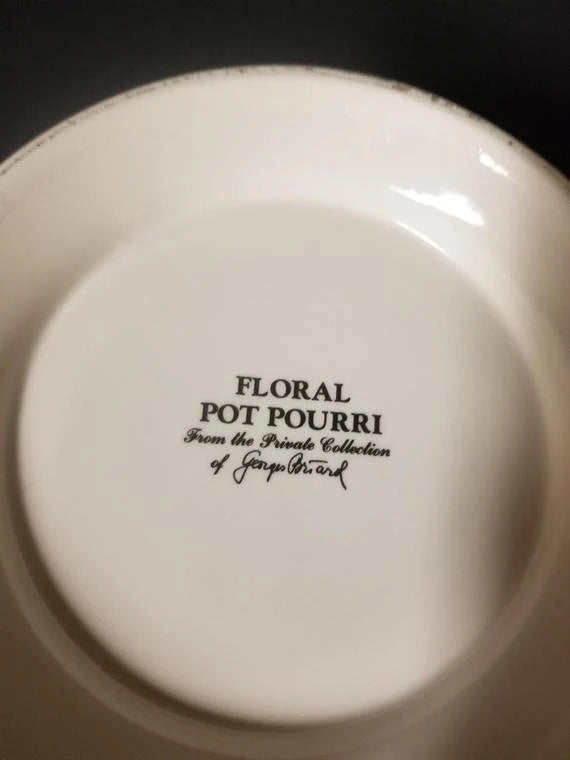 FLORAL
POT POURRI
From the Private Collection
of Georges Briard